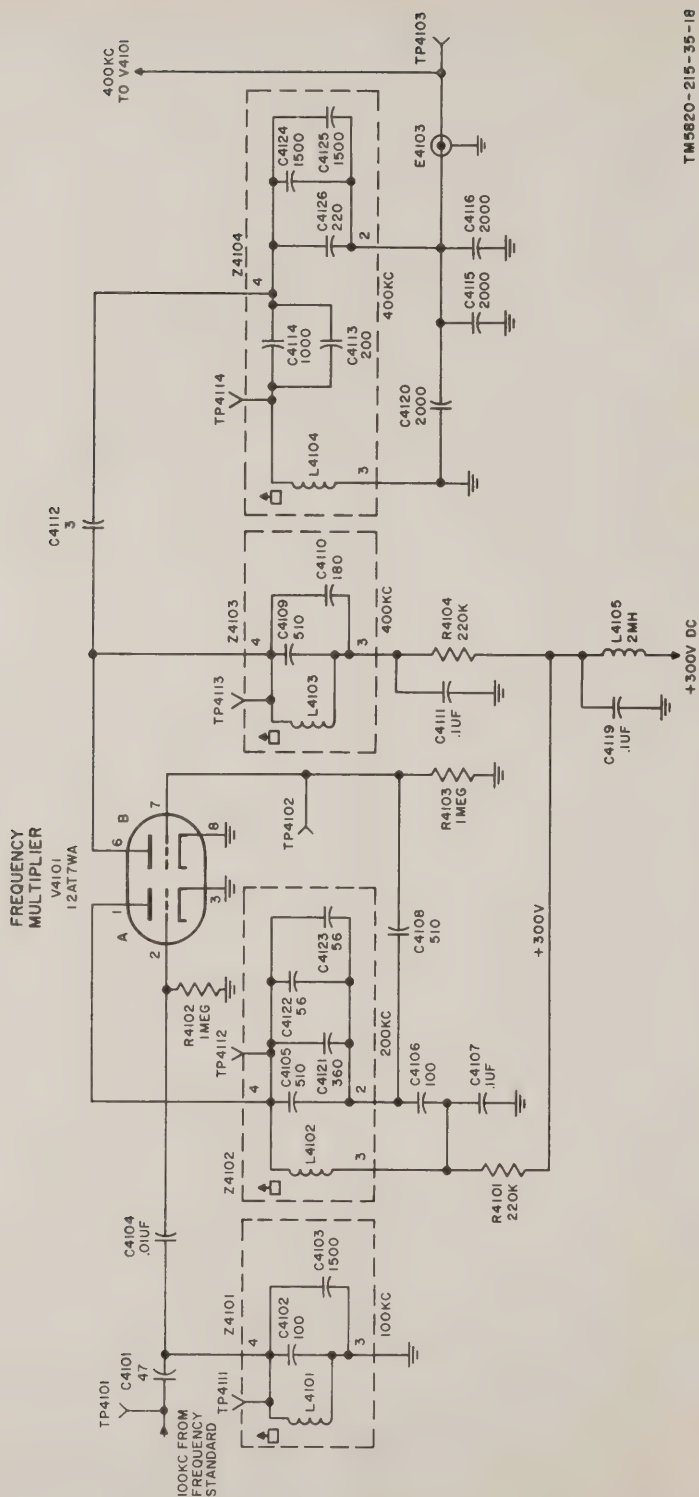 FREQUENCY
MULTIPLIER
V4101
12AT7WA
TP4101
C4101
47
100KC FROM
FREQUENCY
STANDARD
C4104
.01UF
Z4101
4
TP4111
L4101
C4102
100
C4103
1500
3
100KC
R4102
1MEG
2
A
1
6
B
7
3
8
Z4102
4
TP4112
L4102
C4105
510
C4121
360
C4122
56
C4123
56
3
2
200KC
C4106
100
C4107
.1UF
R4101
220K
C4108
510
TP4102
R4103
1MEG
+300V
C4112
3
Z4103
4
TP4113
L4103
C4109
510
C4110
180
3
400KC
C4111
.1UF
R4104
220K
C4119
.1UF
L4105
2MH
+300V DC
Z4104
4
TP4114
L4104
C4114
1000
C4113
200
C4126
220
C4124
1500
C4125
1500
3
2
400KC
C4120
2000
C4115
2000
C4116
2000
E4103
TP4103
400KC
TO V4101
TM5820-215-35-18